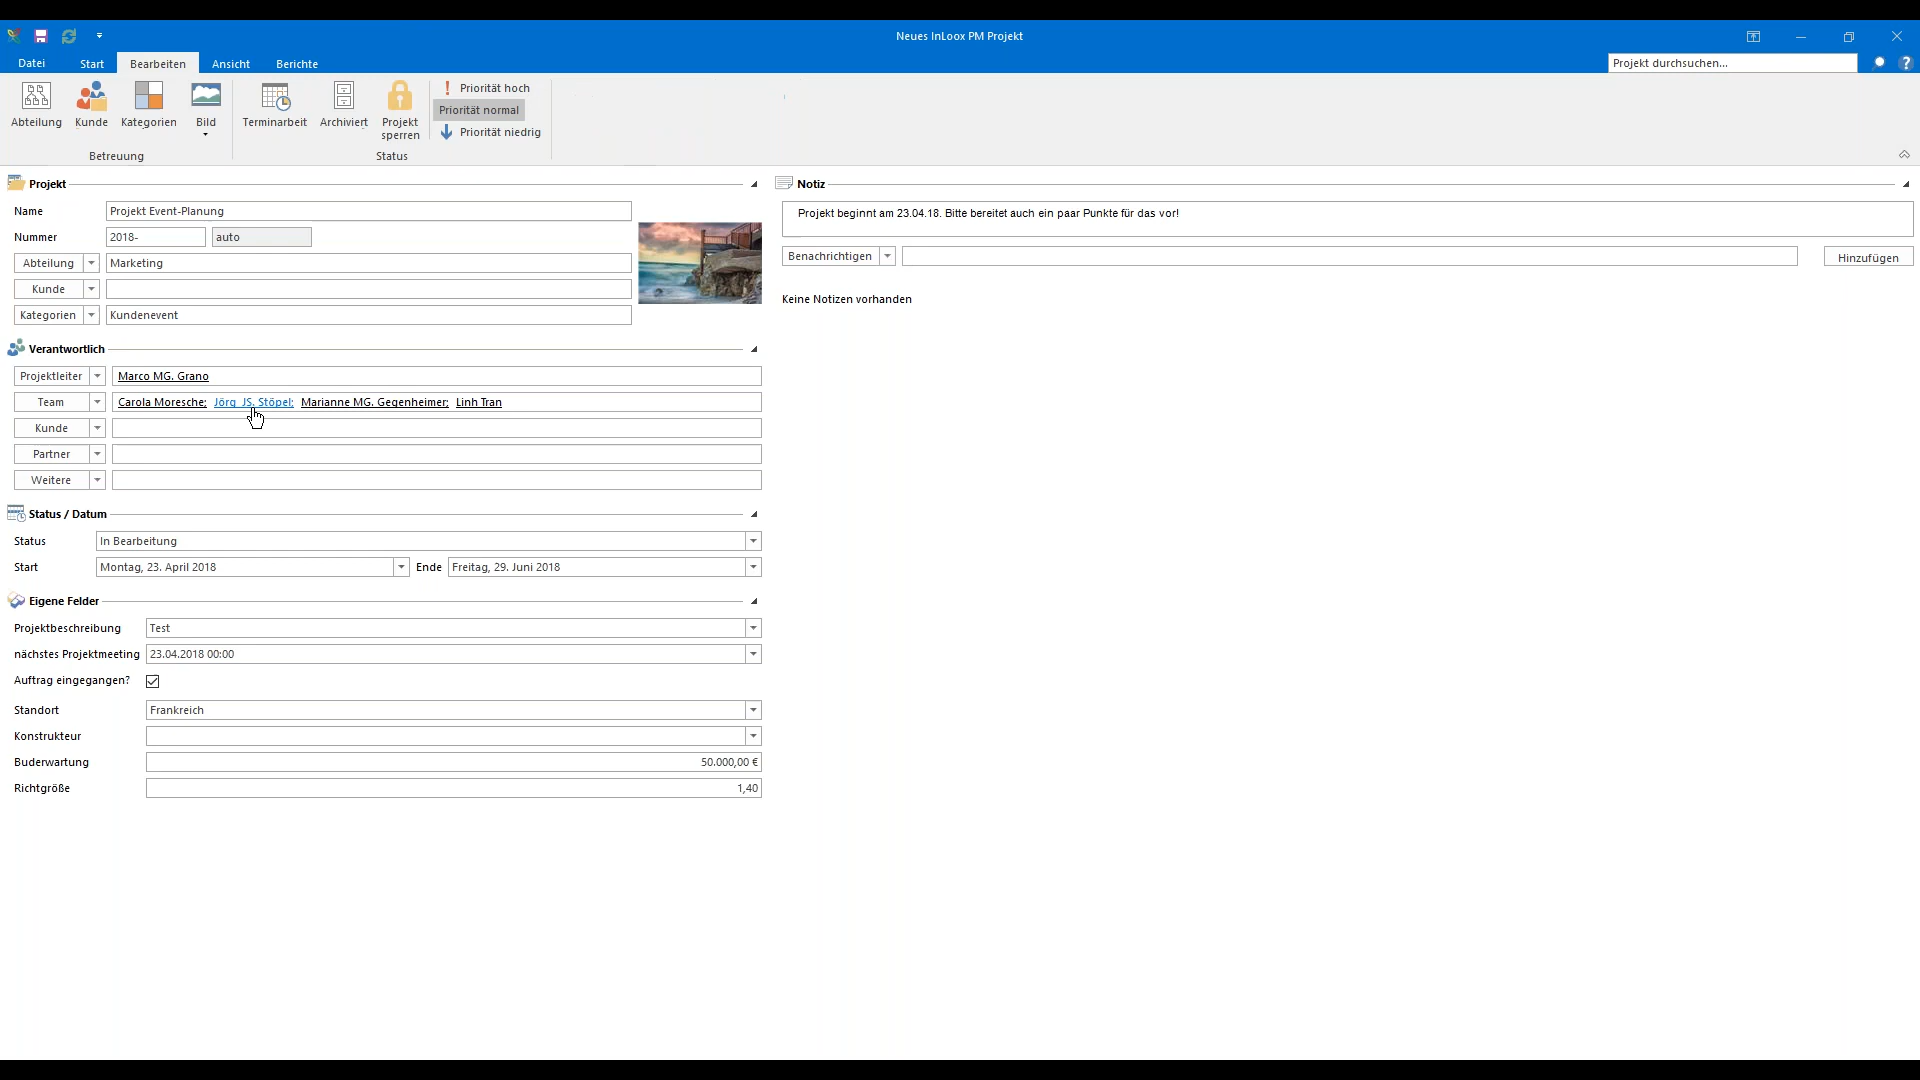 Neues InLoox PM Projekt
Datei Start Bearbeiten Ansicht Berichte
Projekt durchsuchen...
?
Abteilung Kunde Kategorien Bild
Betreuung
Terminarbeit Archiviert Projekt sperren
Priorität hoch
Priorität normal
Priorität niedrig
Status
Projekt
Name Projekt Event-Planung
Nummer 2018- auto
Abteilung Marketing
Kunde
Kategorien Kundenevent
Verantwortlich
Projektleiter Marco MG. Grano
Team Carola Moresche; Jörg JS. Stöpel; Marianne MG. Gegenheimer; Linh Tran
Kunde
Partner
Weitere
Status / Datum
Status In Bearbeitung
Start Montag, 23. April 2018 Ende Freitag, 29. Juni 2018
Eigene Felder
Projektbeschreibung Test
nächstes Projektmeeting 23.04.2018 00:00
Auftrag eingegangen?
Standort Frankreich
Konstrukteur
Buderwartung 50.000,00 €
Richtgröße 1,40
Notiz
Projekt beginnt am 23.04.18. Bitte bereitet auch ein paar Punkte für das vor!
Benachrichtigen Hinzufügen
Keine Notizen vorhanden